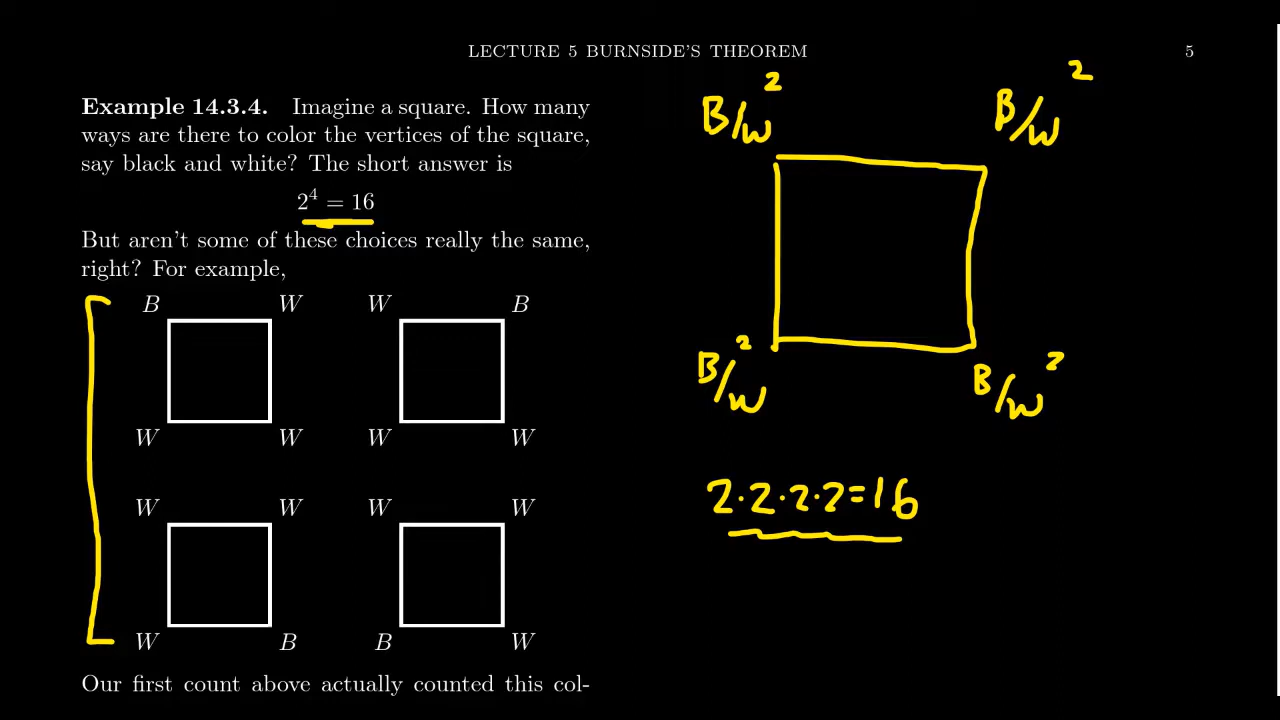 LECTURE 5 BURNSIDE'S THEOREM 5
Example 14.3.4. Imagine a square. How many
ways are there to color the vertices of the square,
say black and white? The short answer is
2⁴ = 16
But aren't some of these choices really the same,
right? For example,
B W W B
W W W W
W W W W
W B B W
Our first count above actually counted this col-
B/W 2 B/W 2
B/W 2 B/W 2
2·2·2·2=16